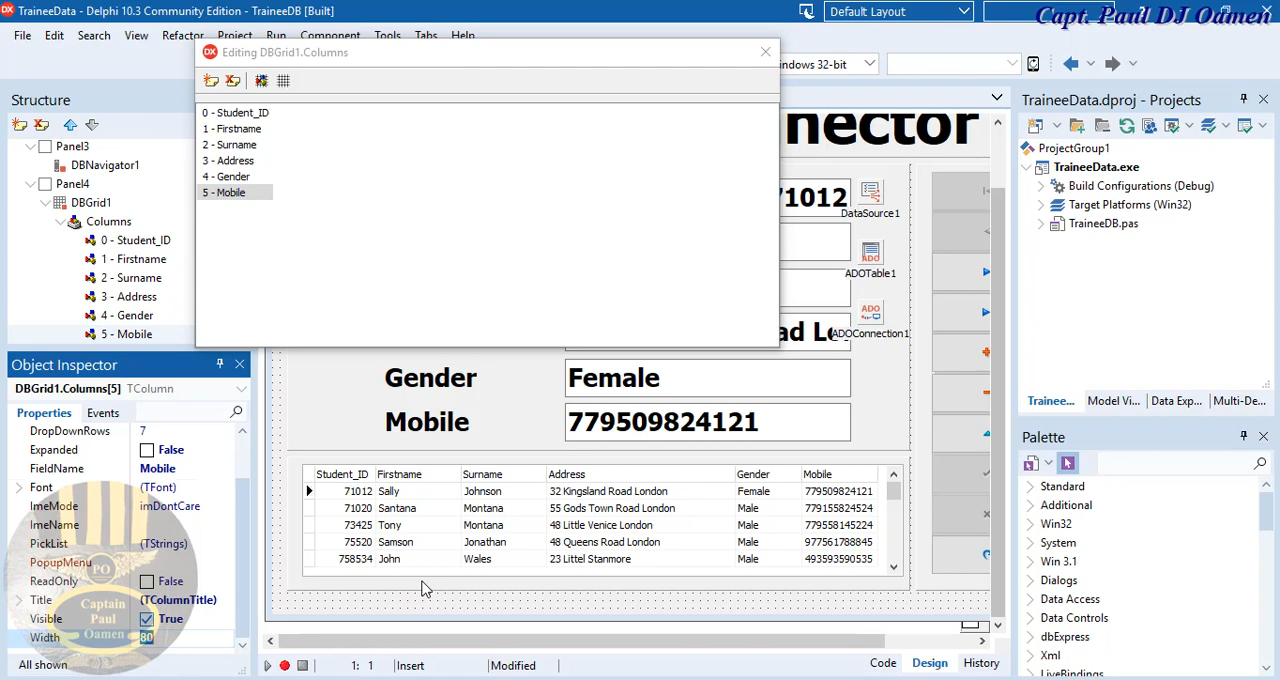 TraineeData - Delphi 10.3 Community Edition - TraineeDB [Built]
Default Layout
Capt. Paul DJ Oamen
File Edit Search View Refactor Project Run Component Tools Tabs Help
Editing DBGrid1.Columns
0 - Student_ID
1 - Firstname
2 - Surname
3 - Address
4 - Gender
5 - Mobile
indows 32-bit
Structure
Panel3
DBNavigator1
Panel4
DBGrid1
Columns
0 - Student_ID
1 - Firstname
2 - Surname
3 - Address
4 - Gender
5 - Mobile
Object Inspector
DBGrid1.Columns[5] TColumn
Properties Events
DropDownRows 7
Expanded False
FieldName Mobile
Font (TFont)
ImeMode imDontCare
ImeName
PickList (TStrings)
PopupMenu
ReadOnly False
Title (TColumnTitle)
Visible True
Width 80
All shown
PO
Captain
Paul
Oamen
nnector
71012
DataSource1
ADO
ADOTable1
ADO
ad Lo
ADOConnection1
Gender Female
Mobile 779509824121
Student_ID Firstname Surname Address Gender Mobile
71012 Sally Johnson 32 Kingsland Road London Female 779509824121
71020 Santana Montana 55 Gods Town Road London Male 779155824524
73425 Tony Montana 48 Little Venice London Male 779558145224
75520 Samson Jonathan 48 Queens Road London Male 977561788845
758534 John Wales 23 Littel Stanmore Male 493593590535
1: 1 Insert Modified
Code Design History
TraineeData.dproj - Projects
ProjectGroup1
TraineeData.exe
Build Configurations (Debug)
Target Platforms (Win32)
TraineeDB.pas
Trainee... Model Vi... Data Exp... Multi-De...
Palette
Standard
Additional
Win32
System
Win 3.1
Dialogs
Data Access
Data Controls
dbExpress
Xml
LiveBindings